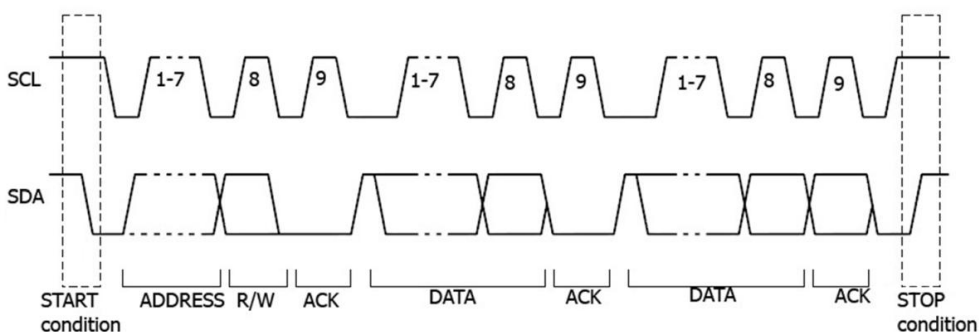 SCL 1-7 8 9 1-7 8 9 1-7 8 9
SDA
START ADDRESS R/W ACK DATA ACK DATA ACK STOP
condition condition